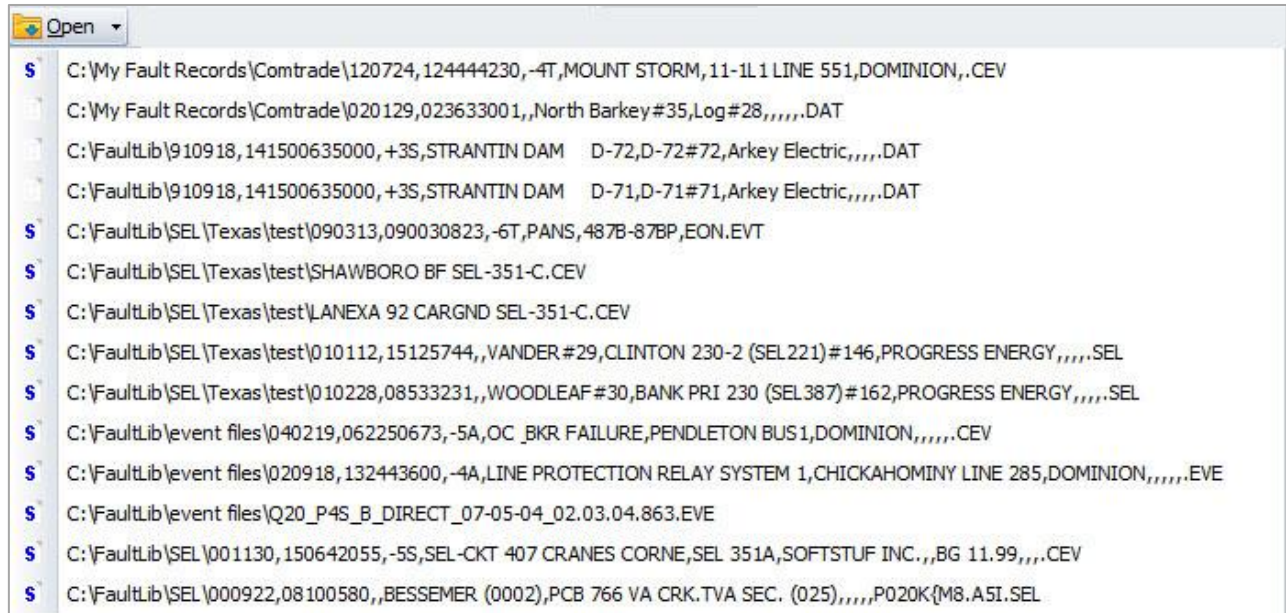 Open
C:\My Fault Records\Comtrade\120724,124444230,-4T,MOUNT STORM,11-1L1 LINE 551,DOMINION,.CEV
C:\My Fault Records\Comtrade\020129,023633001,,North Barkey#35,Log#28,,,,,.DAT
C:\FaultLib\910918,141500635000,+3S,STRANTIN DAM    D-72,D-72#72,Arkey Electric,,,,.DAT
C:\FaultLib\910918,141500635000,+3S,STRANTIN DAM    D-71,D-71#71,Arkey Electric,,,,.DAT
S C:\FaultLib\SEL\Texas\test\090313,090030823,-6T,PANS,487B-87BP,EON.EVT
S C:\FaultLib\SEL\Texas\test\SHAWBORO BF SEL-351-C.CEV
S C:\FaultLib\SEL\Texas\test\LANEXA 92 CARGND SEL-351-C.CEV
S C:\FaultLib\SEL\Texas\test\010112,15125744,,VANDER#29,CLINTON 230-2 (SEL221)#146,PROGRESS ENERGY,,,,.SEL
S C:\FaultLib\SEL\Texas\test\010228,08533231,,WOODLEAF#30,BANK PRI 230 (SEL387)#162,PROGRESS ENERGY,,,,.SEL
S C:\FaultLib\event files\040219,062250673,-5A,OC_BKR FAILURE,PENDLETON BUS1,DOMINION,,,,,.CEV
S C:\FaultLib\event files\020918,132443600,-4A,LINE PROTECTION RELAY SYSTEM 1,CHICKAHOMINY LINE 285,DOMINION,,,,,.EVE
S C:\FaultLib\event files\Q20_P4S_B_DIRECT_07-05-04_02.03.04.863.EVE
S C:\FaultLib\SEL\001130,150642055,-5S,SEL-CKT 407 CRANES CORNE,SEL 351A,SOFTSTUF INC.,,BG 11.99,,,.CEV
S C:\FaultLib\SEL\000922,08100580,,BESSEMER (0002),PCB 766 VA CRK.TVA SEC. (025),,,,,P020K{M8.A5I.SEL